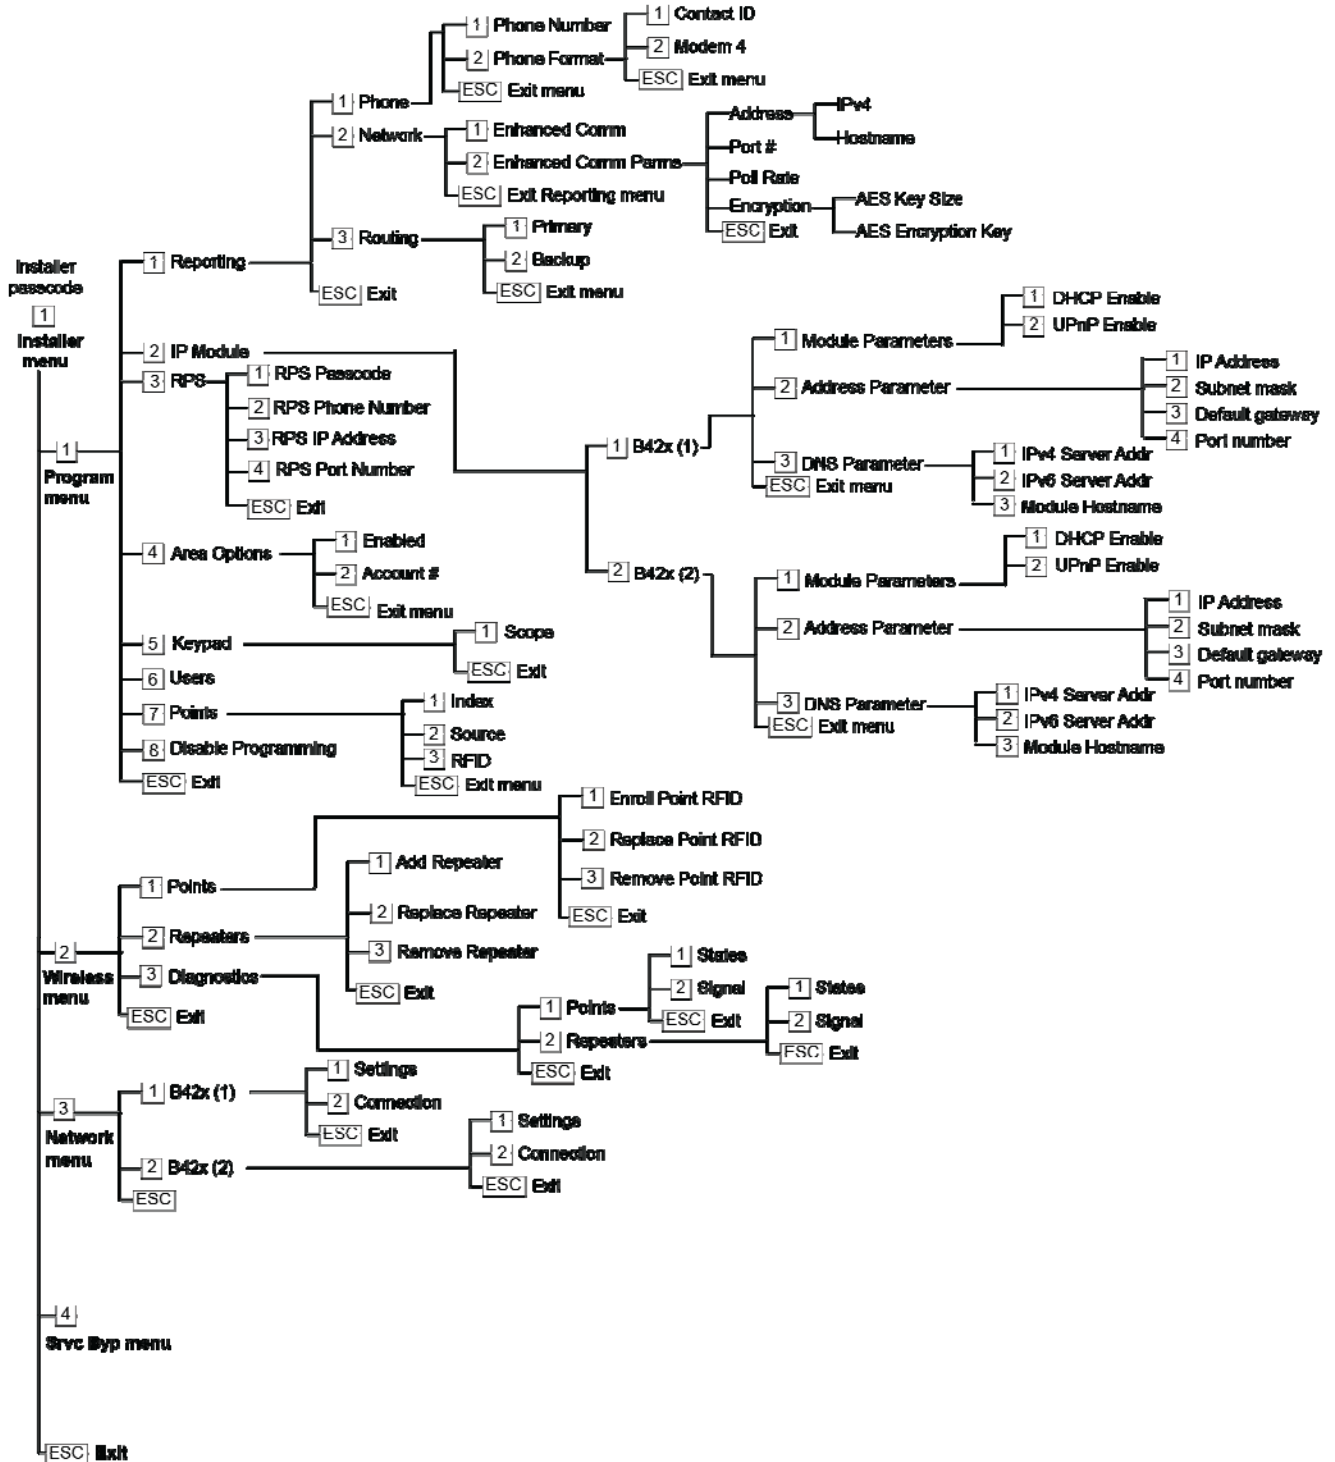 Installer
passcode
1
Installer
menu
1
Program
menu
1 Reporting
1 Phone
1 Phone Number
2 Phone Format
1 Contact ID
2 Modem 4
ESC Exit menu
ESC Exit menu
2 Network
1 Enhanced Comm
2 Enhanced Comm Parms
Address
IPv4
Hostname
Port #
Poll Rate
Encryption
AES Key Size
AES Encryption Key
ESC Exit
ESC Exit Reporting menu
3 Routing
1 Primary
2 Backup
ESC Exit menu
ESC Exit
2 IP Module
1 B42x (1)
1 Module Parameters
1 DHCP Enable
2 UPnP Enable
2 Address Parameter
1 IP Address
2 Subnet mask
3 Default gateway
4 Port number
3 DNS Parameter
1 IPv4 Server Addr
2 IPv6 Server Addr
3 Module Hostname
ESC Exit menu
2 B42x (2)
1 Module Parameters
1 DHCP Enable
2 UPnP Enable
2 Address Parameter
1 IP Address
2 Subnet mask
3 Default gateway
4 Port number
3 DNS Parameter
1 IPv4 Server Addr
2 IPv6 Server Addr
3 Module Hostname
ESC Exit menu
3 RPS
1 RPS Passcode
2 RPS Phone Number
3 RPS IP Address
4 RPS Port Number
ESC Exit
4 Area Options
1 Enabled
2 Account #
ESC Exit menu
5 Keypad
1 Scope
ESC Exit
6 Users
7 Points
1 Index
2 Source
3 RFID
ESC Exit menu
8 Disable Programming
ESC Exit
2
Wireless
menu
1 Points
1 Enroll Point RFID
2 Replace Point RFID
3 Remove Point RFID
ESC Exit
2 Repeaters
1 Add Repeater
2 Replace Repeater
3 Remove Repeater
ESC Exit
3 Diagnostics
1 Points
1 States
2 Signal
ESC Exit
2 Repeaters
1 States
2 Signal
ESC Exit
ESC Exit
ESC Exit
3
Network
menu
1 B42x (1)
1 Settings
2 Connection
ESC Exit
2 B42x (2)
1 Settings
2 Connection
ESC Exit
ESC
4
Srvc Byp menu
ESC Exit